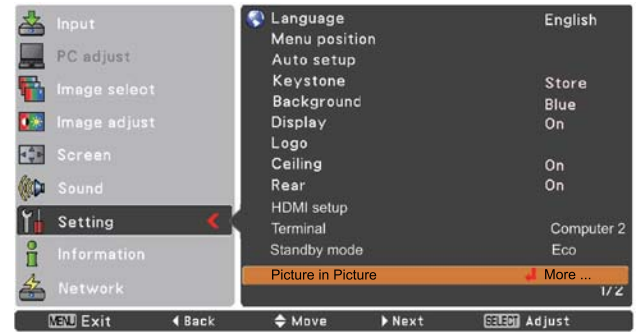 Input
PC adjust
Image select
Image adjust
Screen
Sound
Setting
Information
Network
Language English
Menu position
Auto setup
Keystone Store
Background Blue
Display On
Logo
Ceiling On
Rear On
HDMI setup
Terminal Computer 2
Standby mode Eco
Picture in Picture More ...
1/2
MENU Exit Back Move Next SELECT Adjust